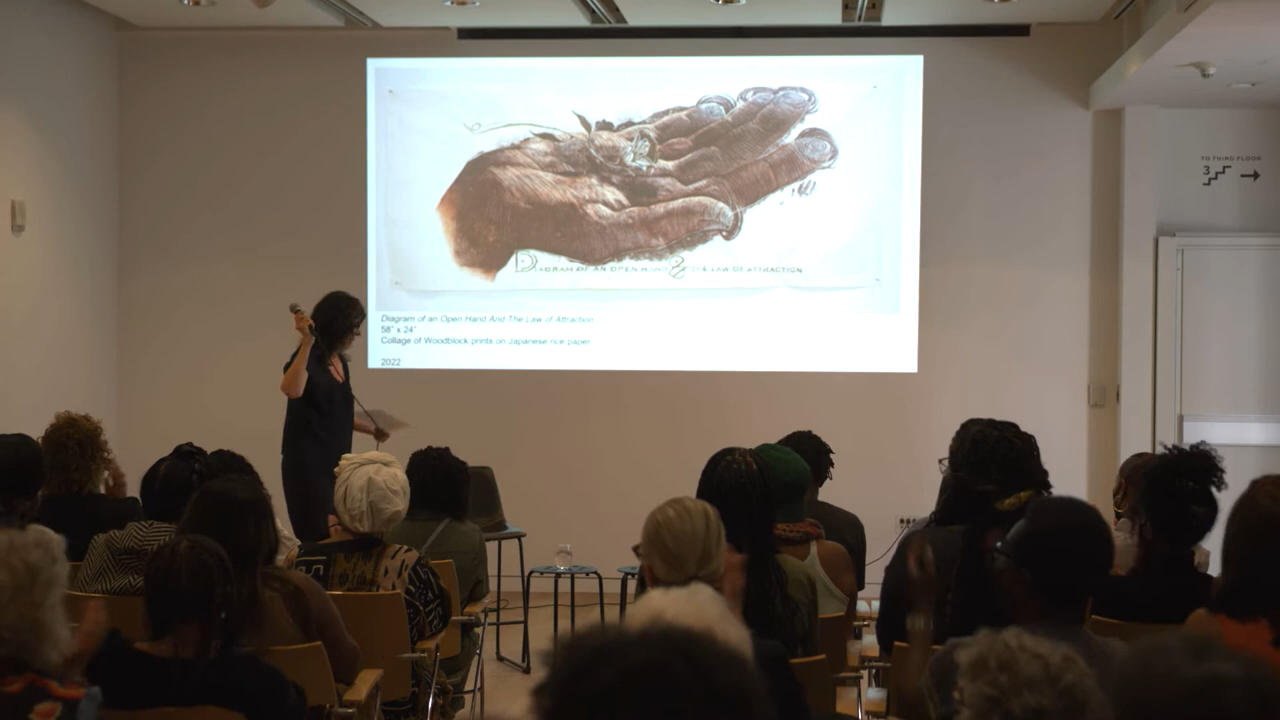 DIAGRAM OF AN OPEN HAND & THE LAW OF ATTRACTION
Diagram of an Open Hand And The Law of Attraction
58" x 24"
Collage of Woodblock prints on Japanese rice paper
2022
TO THIRD FLOOR
3